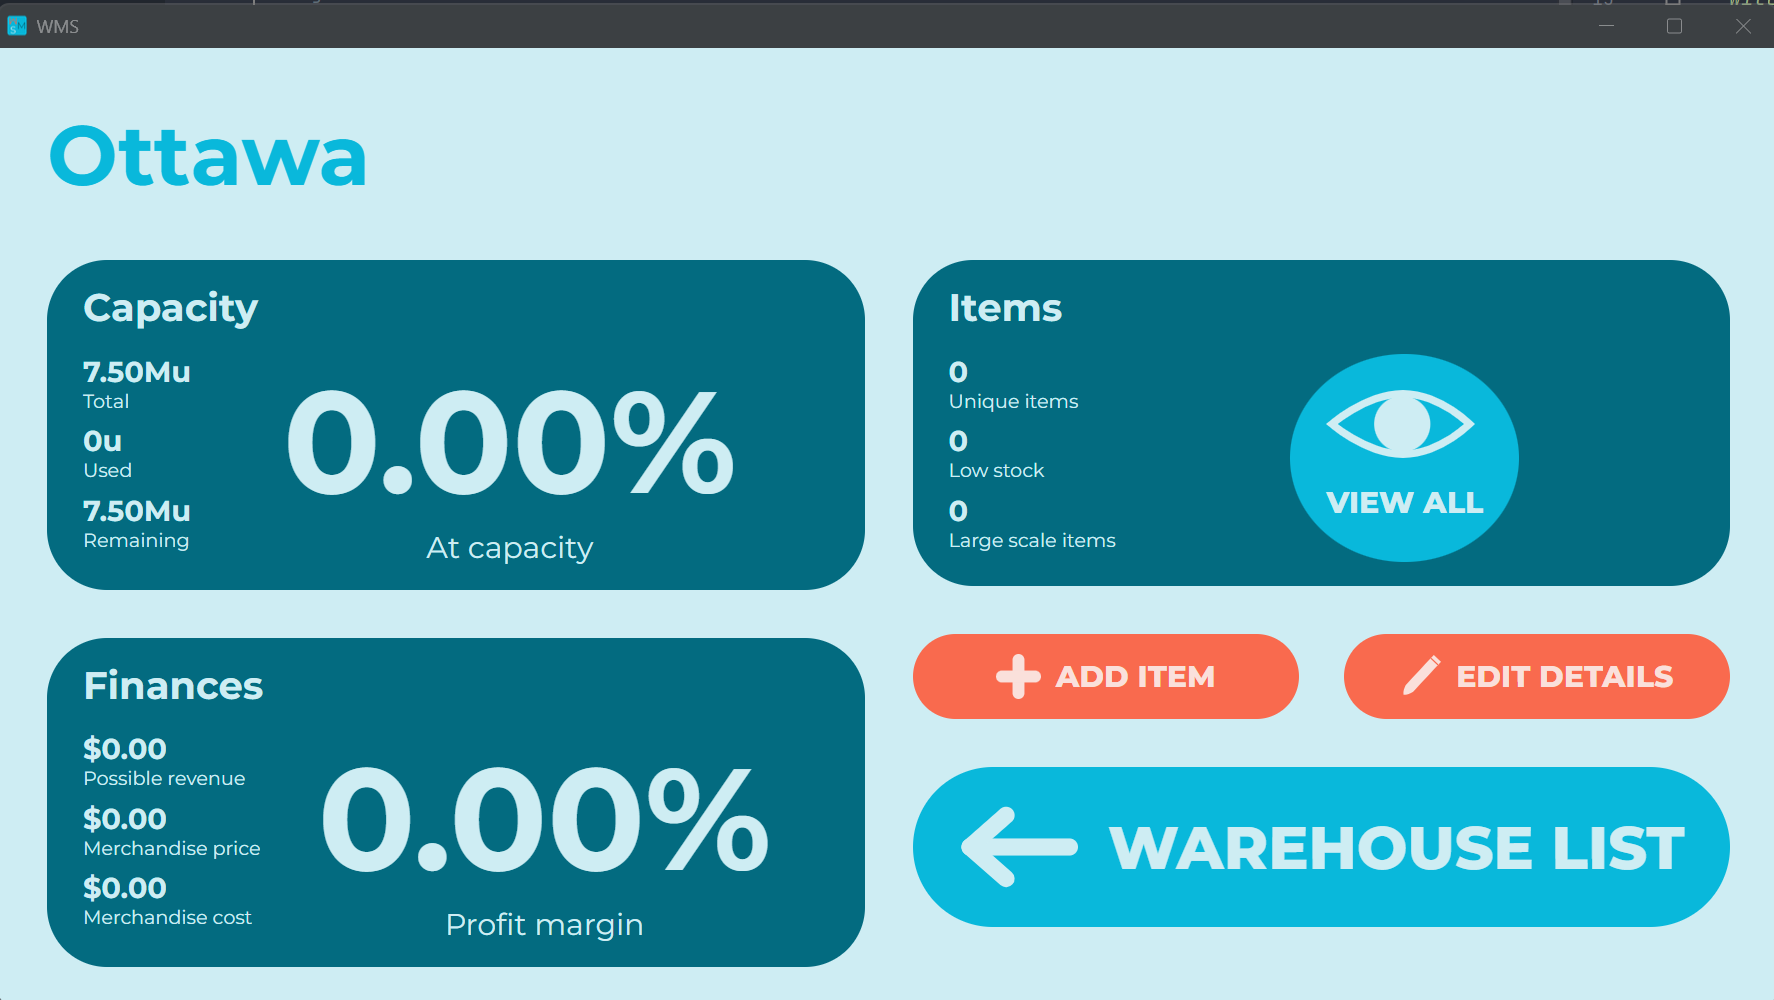 WMS
Ottawa
Capacity
7.50Mu
Total
0u
Used
7.50Mu
Remaining
0.00%
At capacity
Items
0
Unique items
0
Low stock
0
Large scale items
VIEW ALL
Finances
$0.00
Possible revenue
$0.00
Merchandise price
$0.00
Merchandise cost
0.00%
Profit margin
ADD ITEM
EDIT DETAILS
WAREHOUSE LIST